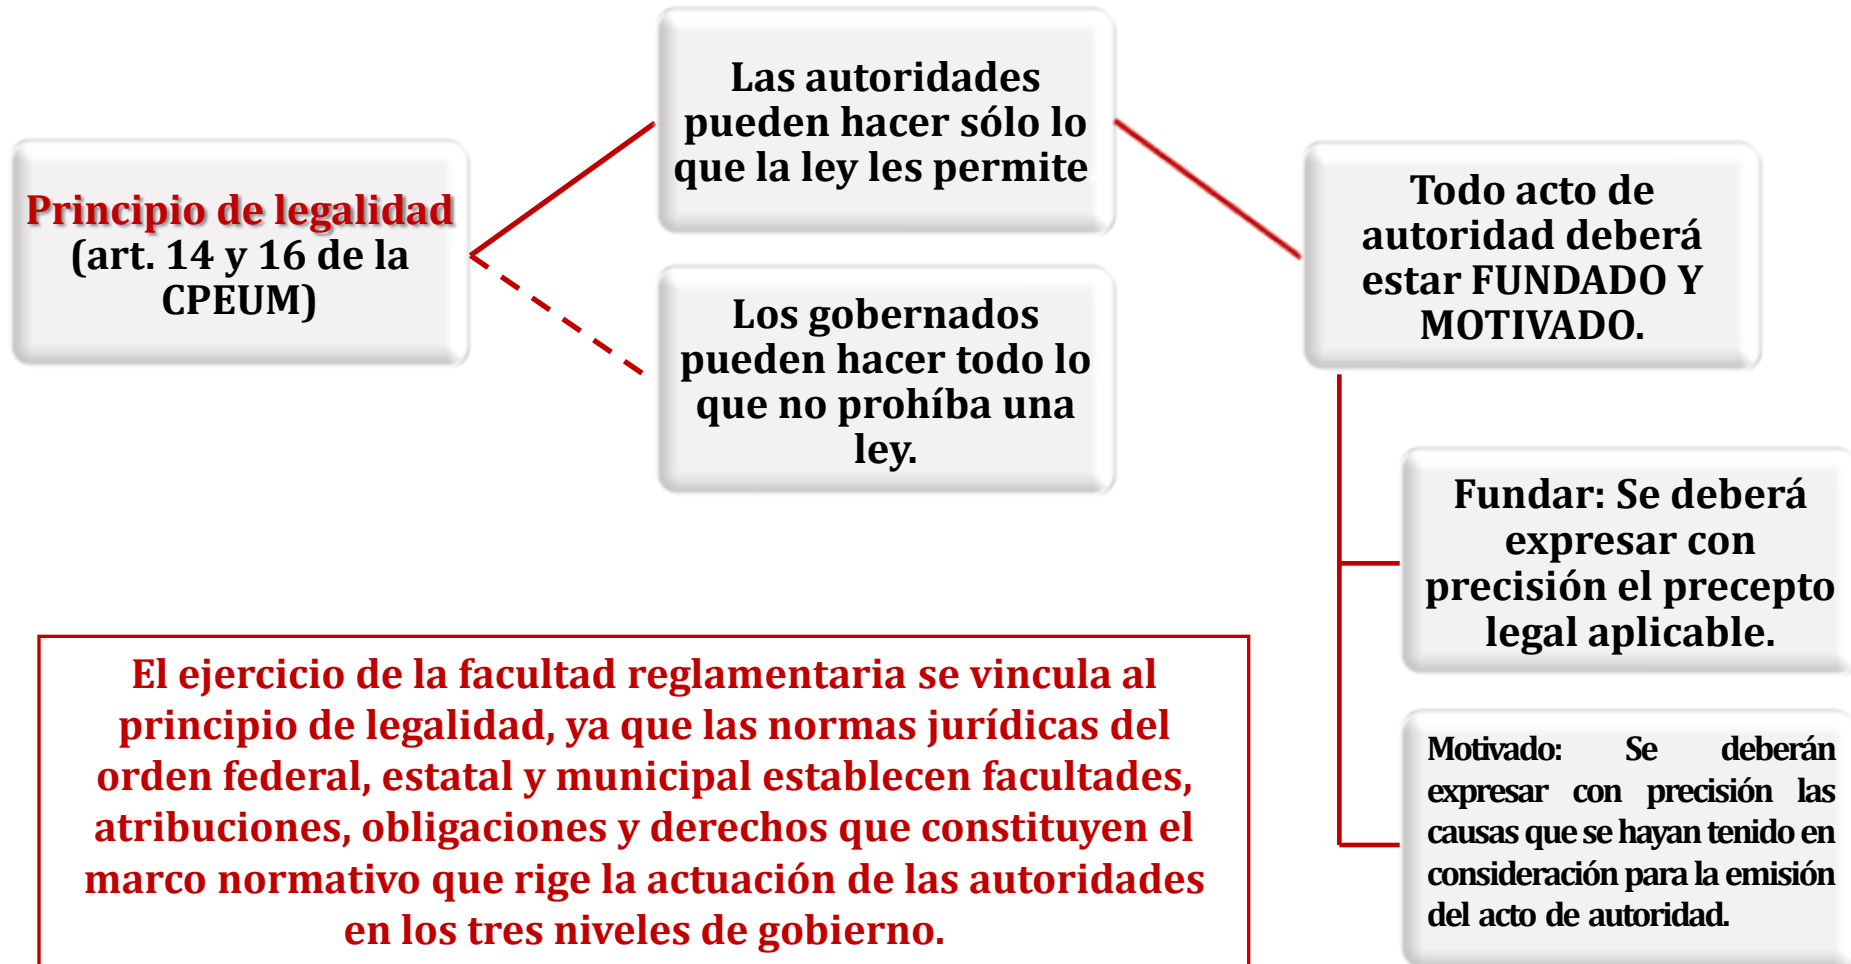 Principio de legalidad
(art. 14 y 16 de la
CPEUM)
Las autoridades
pueden hacer sólo lo
que la ley les permite
Los gobernados
pueden hacer todo lo
que no prohíba una
ley.
Todo acto de
autoridad deberá
estar FUNDADO Y
MOTIVADO.
Fundar: Se deberá
expresar con
precisión el precepto
legal aplicable.
Motivado: Se deberán
expresar con precisión las
causas que se hayan tenido en
consideración para la emisión
del acto de autoridad.
El ejercicio de la facultad reglamentaria se vincula al
principio de legalidad, ya que las normas jurídicas del
orden federal, estatal y municipal establecen facultades,
atribuciones, obligaciones y derechos que constituyen el
marco normativo que rige la actuación de las autoridades
en los tres niveles de gobierno.